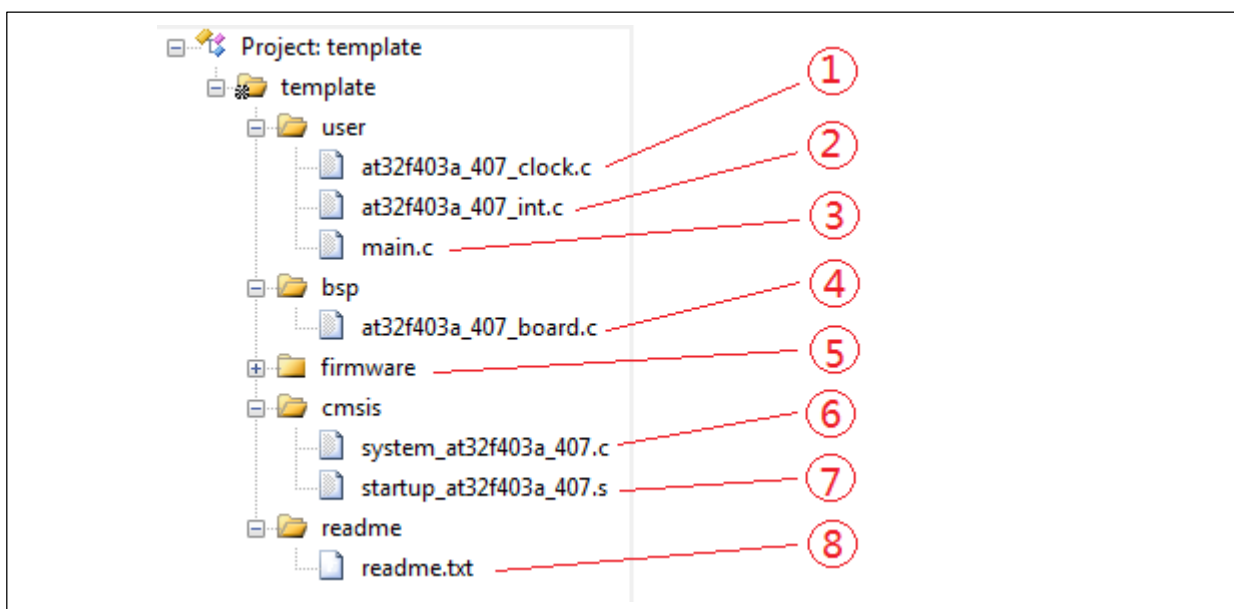 Project: template
template
user
①
at32f403a_407_clock.c
②
at32f403a_407_int.c
③
main.c
④
bsp
at32f403a_407_board.c
⑤
firmware
cmsis
⑥
system_at32f403a_407.c
⑦
startup_at32f403a_407.s
readme
⑧
readme.txt